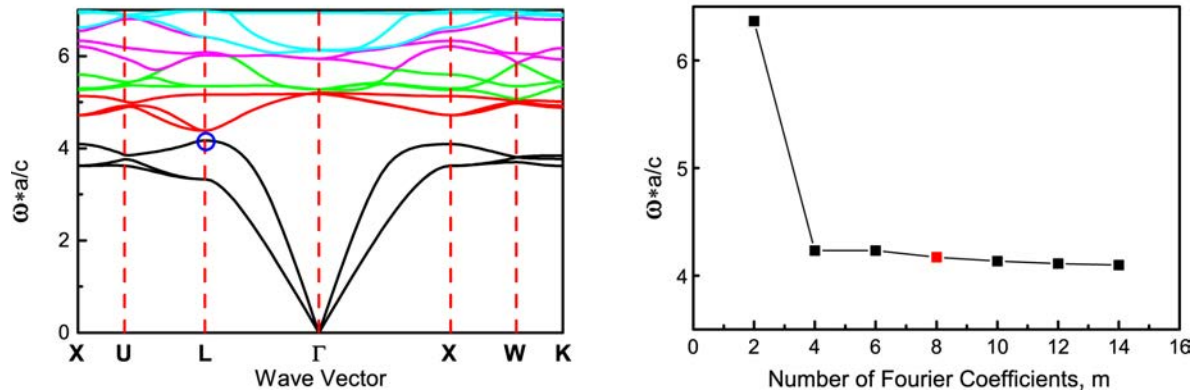 ω*a/c
6
4
2
0
X U L Γ X W K
Wave Vector
ω*a/c
6
5
4
0 2 4 6 8 10 12 14 16
Number of Fourier Coefficients, m